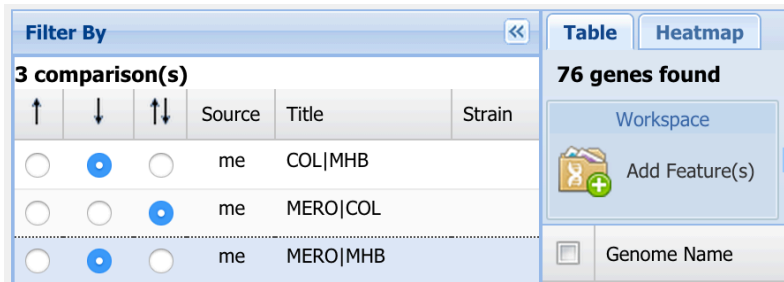 Filter By
3 comparison(s)
↑ ↓ ↑↓ Source Title Strain
me COL|MHB
me MERO|COL
me MERO|MHB
Table Heatmap
76 genes found
Workspace
Add Feature(s)
Genome Name